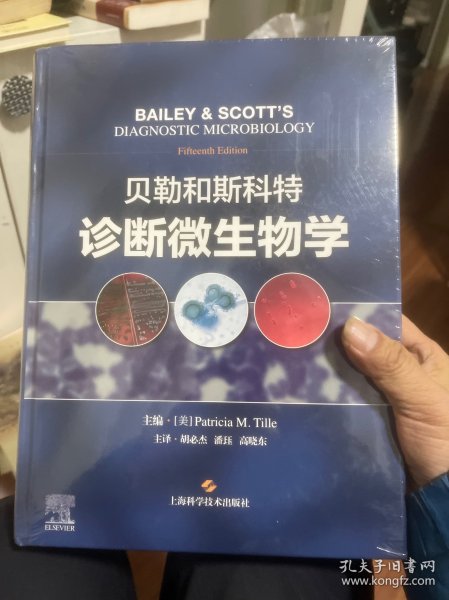 BAILEY & SCOTT'S
DIAGNOSTIC MICROBIOLOGY
Fifteenth Edition
贝勒和斯科特
诊断微生物学
主编·［美］Patricia M. Tille
主译·胡必杰 潘珏 高晓东
ELSEVIER
上海科学技术出版社
孔夫子旧书网
www.kongfz.com